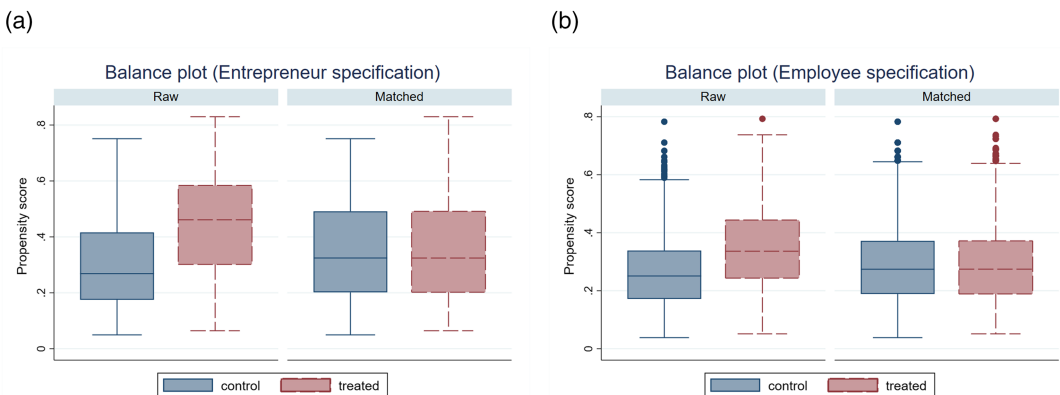 (a)
Balance plot (Entrepreneur specification)
Raw
Matched
Propensity score
.8
.6
.4
.2
0
control
treated
(b)
Balance plot (Employee specification)
Raw
Matched
Propensity score
.8
.6
.4
.2
0
control
treated